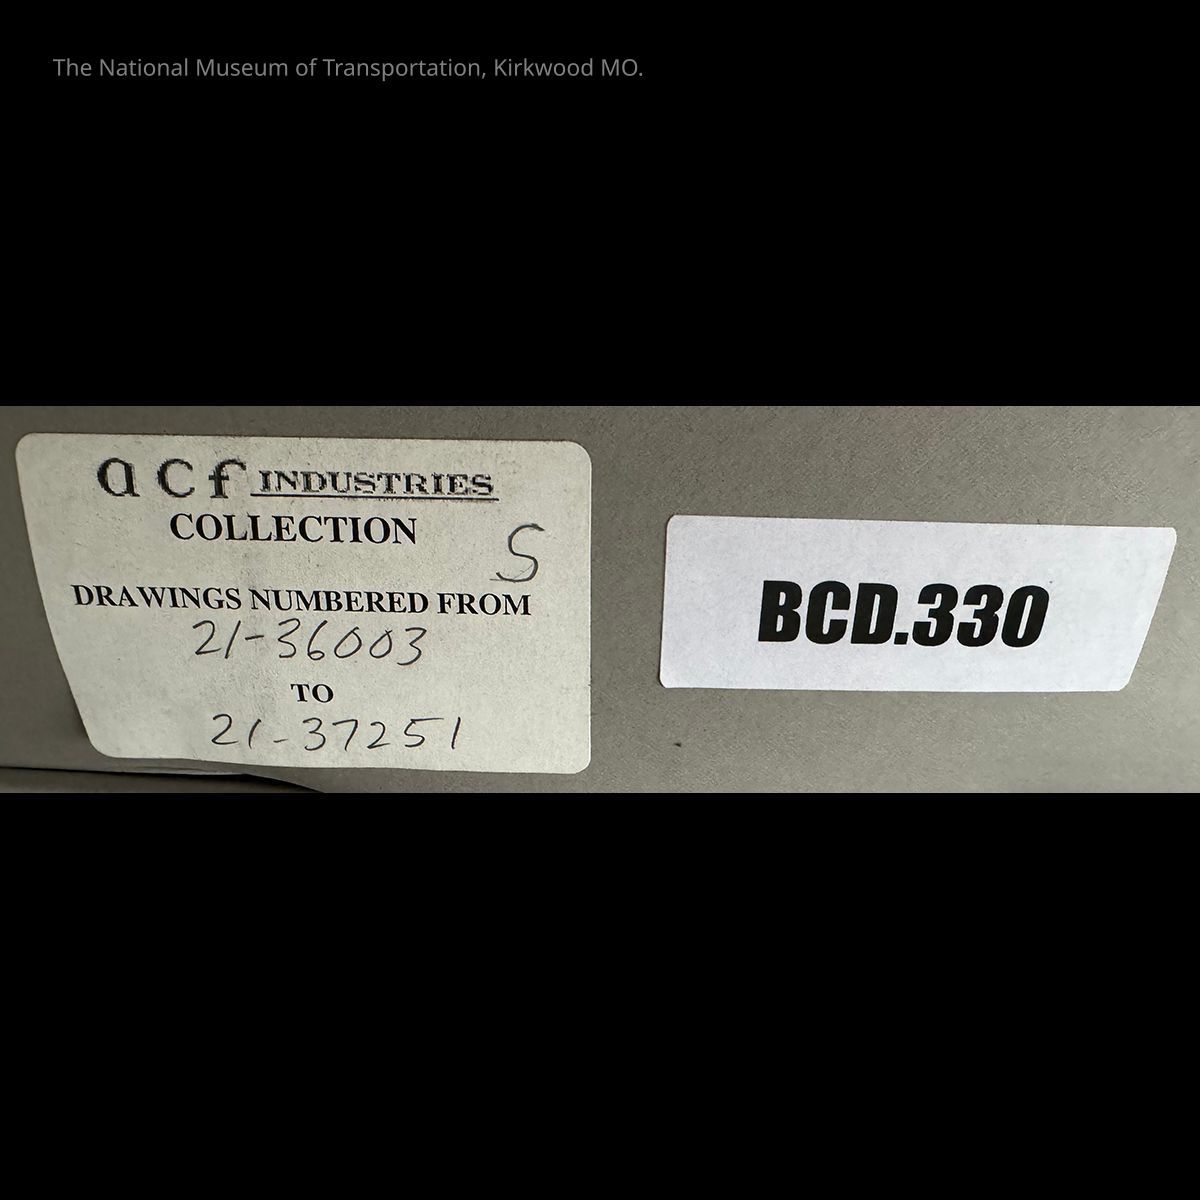 The National Museum of Transportation, Kirkwood MO.
acf INDUSTRIES
COLLECTION
S
DRAWINGS NUMBERED FROM
21-36003
TO
21-37251
BCD.330